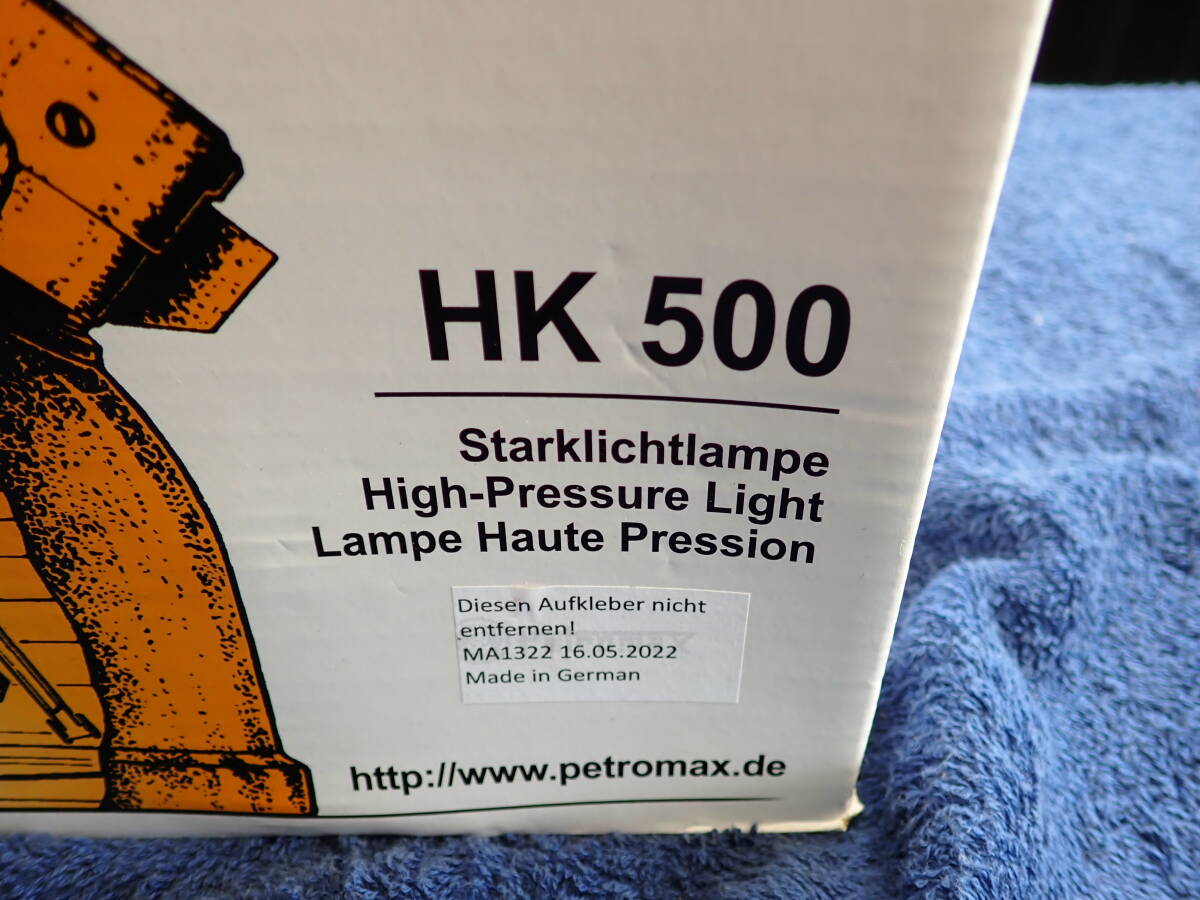 HK 500
Starklichtlampe
High-Pressure Light
Lampe Haute Pression
Diesen Aufkleber nicht
entfernen!
MA1322 16.05.2022
Made in German
http://www.petromax.de